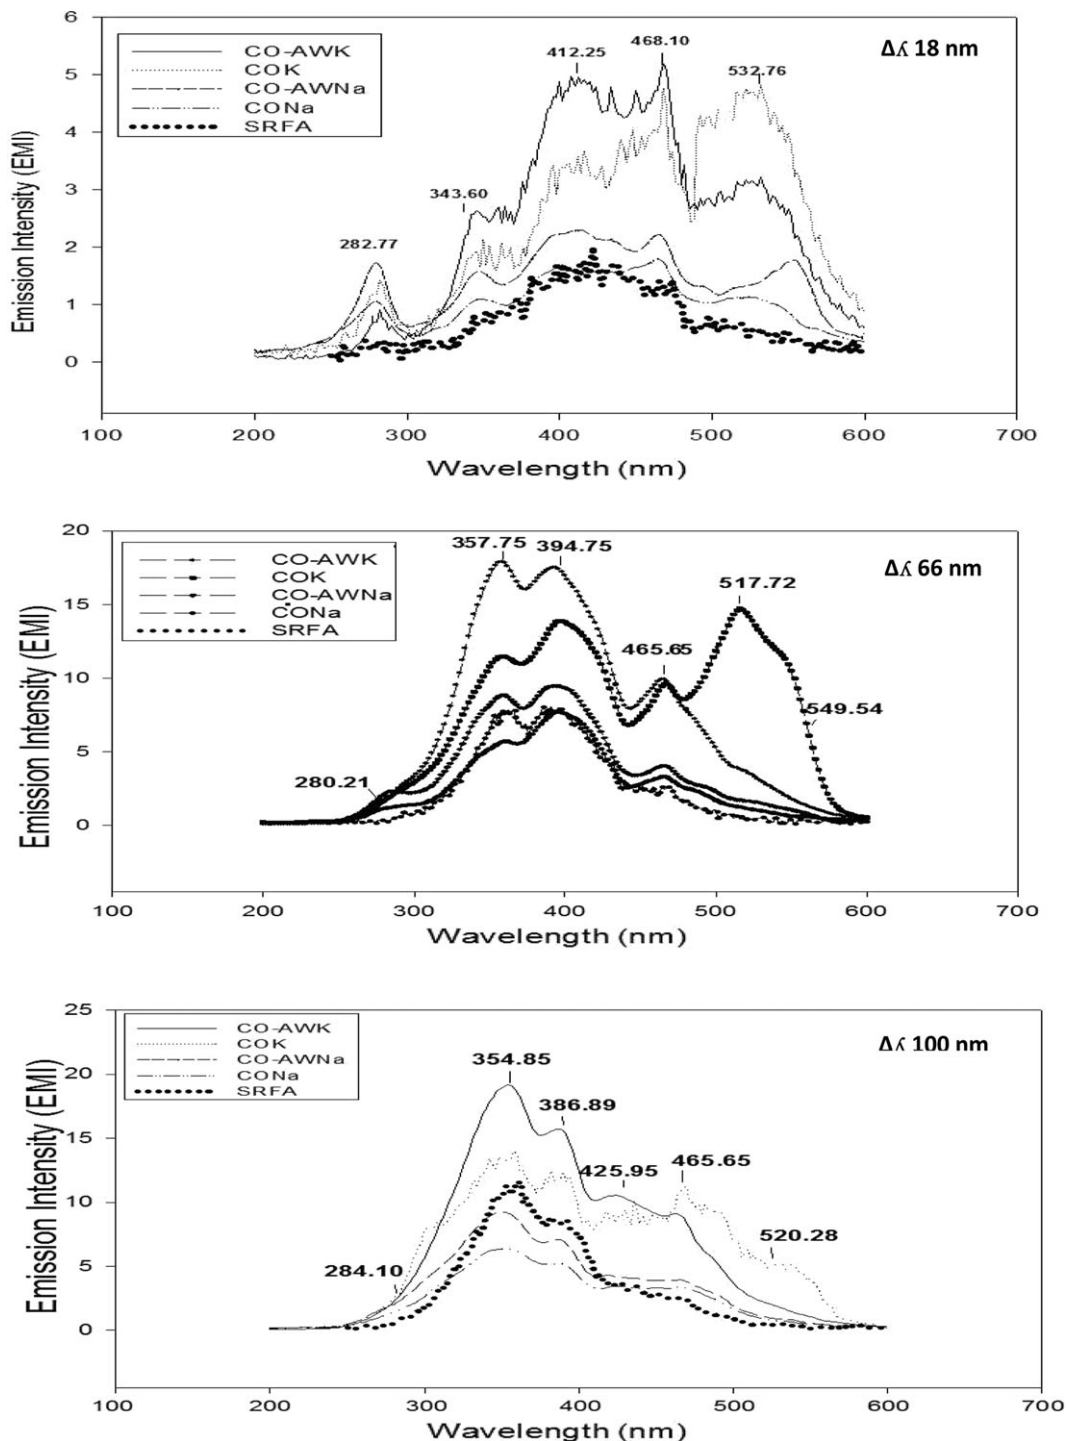 6
5
4
3
2
1
0
Emission Intensity (EMI)
CO-AWK
COK
CO-AWNa
CONa
SRFA
282.77
343.60
412.25
468.10
532.76
Δʎ 18 nm
100 200 300 400 500 600 700
Wavelength (nm)
20
15
10
5
0
Emission Intensity (EMI)
CO-AWK
COK
CO-AWNa
CONa
SRFA
280.21
357.75
394.75
465.65
517.72
549.54
Δʎ 66 nm
100 200 300 400 500 600 700
Wavelength (nm)
25
20
15
10
5
0
Emission Intensity (EMI)
CO-AWK
COK
CO-AWNa
CONa
SRFA
284.10
354.85
386.89
425.95
465.65
520.28
Δʎ 100 nm
100 200 300 400 500 600 700
Wavelength (nm)